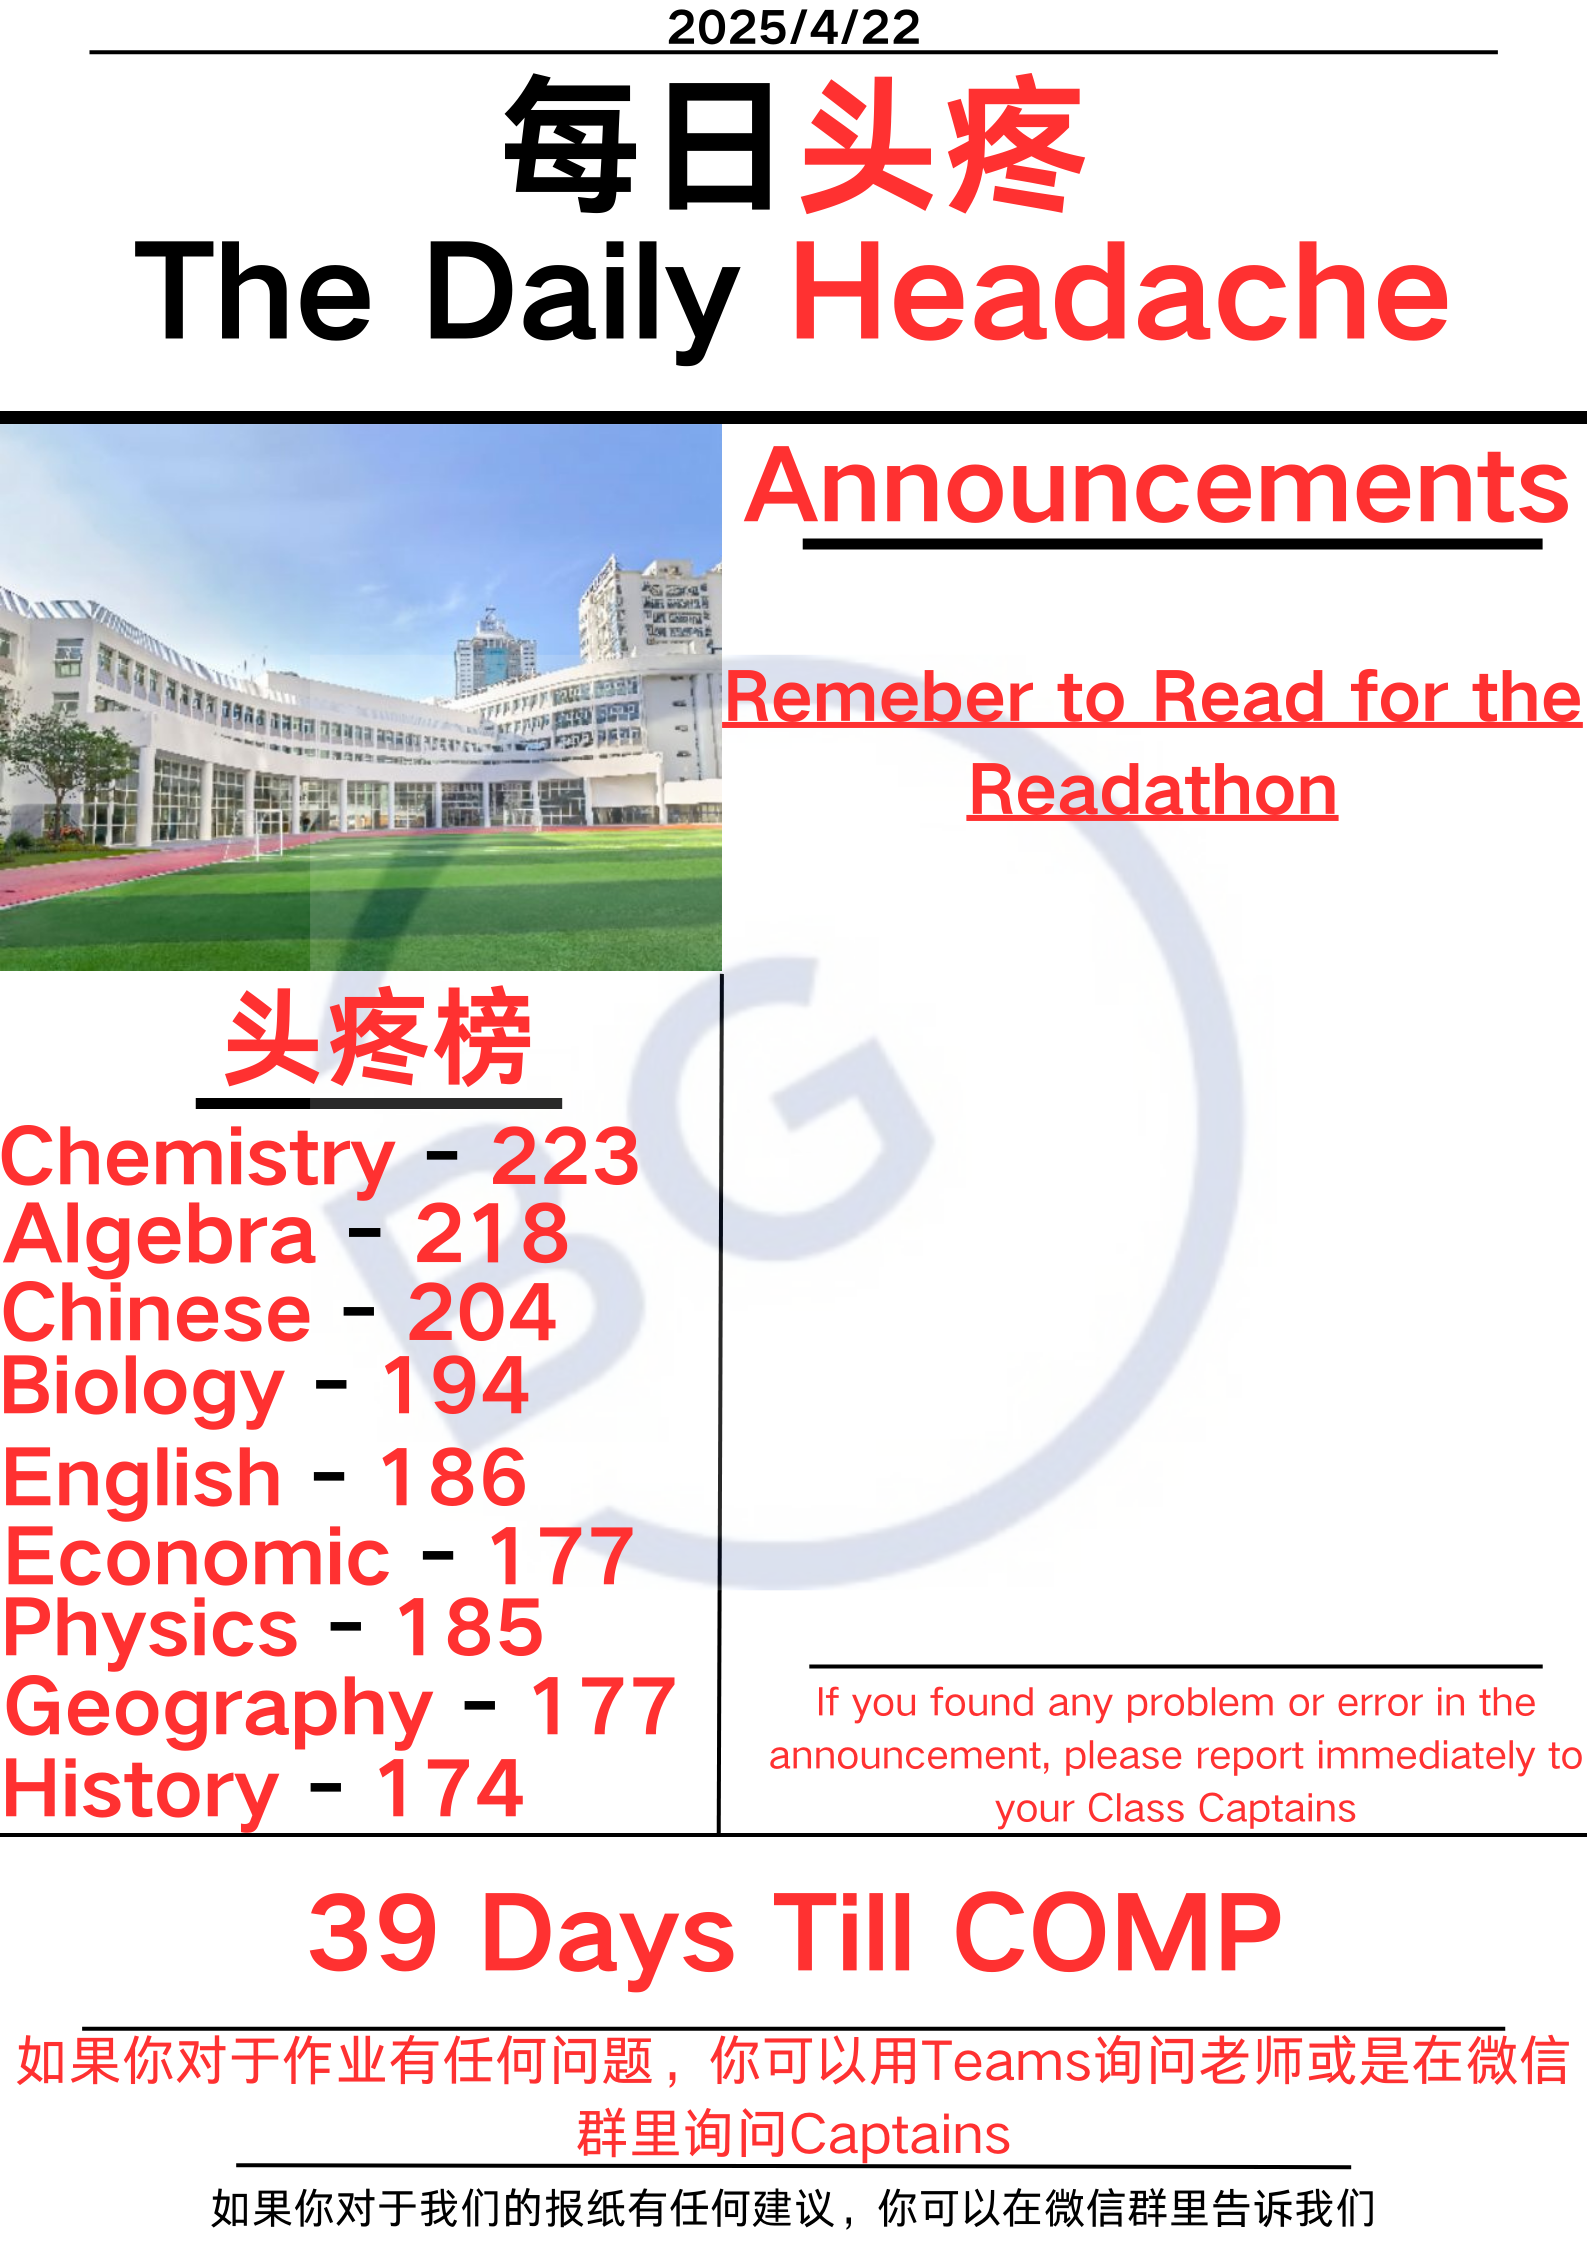 2025/4/22
每日头疼
The Daily Headache
Announcements
Remeber to Read for the
Readathon
头疼榜
Chemistry - 223
Algebra - 218
Chinese - 204
Biology - 194
English - 186
Economic - 177
Physics - 185
Geography - 177
History - 174
BG
If you found any problem or error in the
announcement, please report immediately to
your Class Captains
39 Days Till COMP
如果你对于作业有任何问题，你可以用Teams询问老师或是在微信
群里询问Captains
如果你对于我们的报纸有任何建议，你可以在微信群里告诉我们